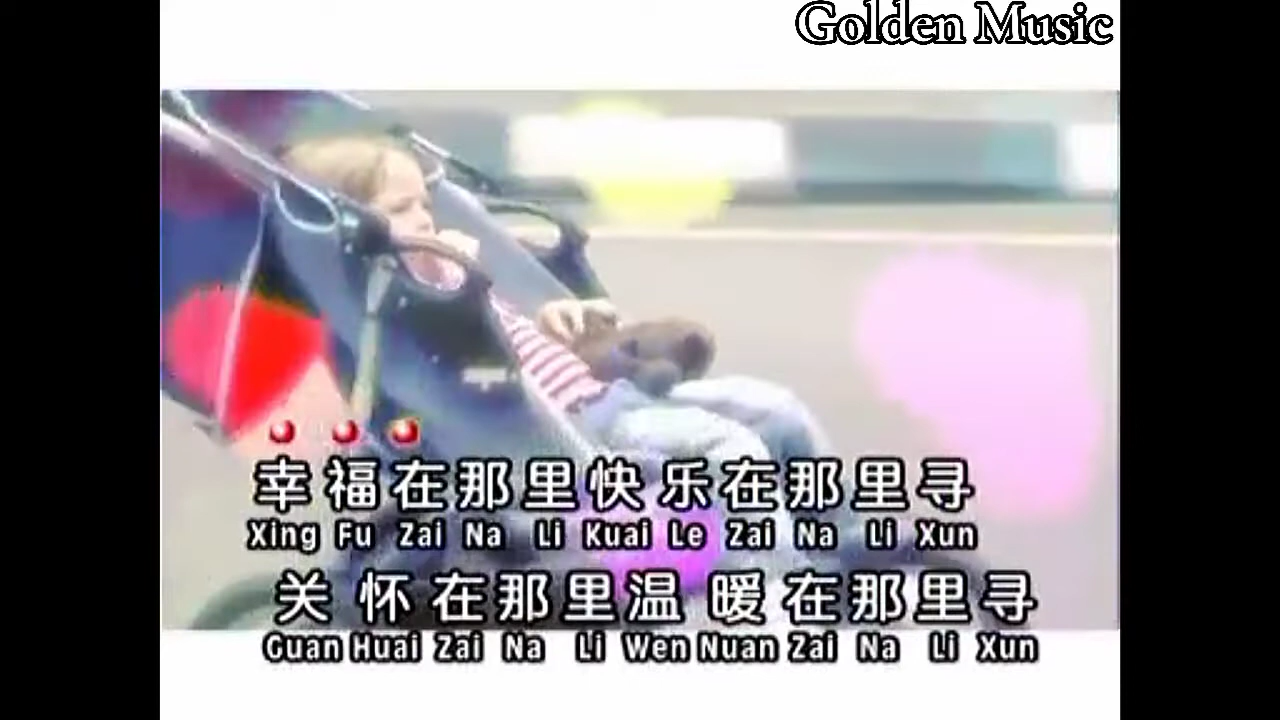 Golden Music
幸福在那里快乐在那里寻
Xing Fu Zai Na Li Kuai Le Zai Na Li Xun
关怀在那里温暖在那里寻
Guan Huai Zai Na Li Wen Nuan Zai Na Li Xun